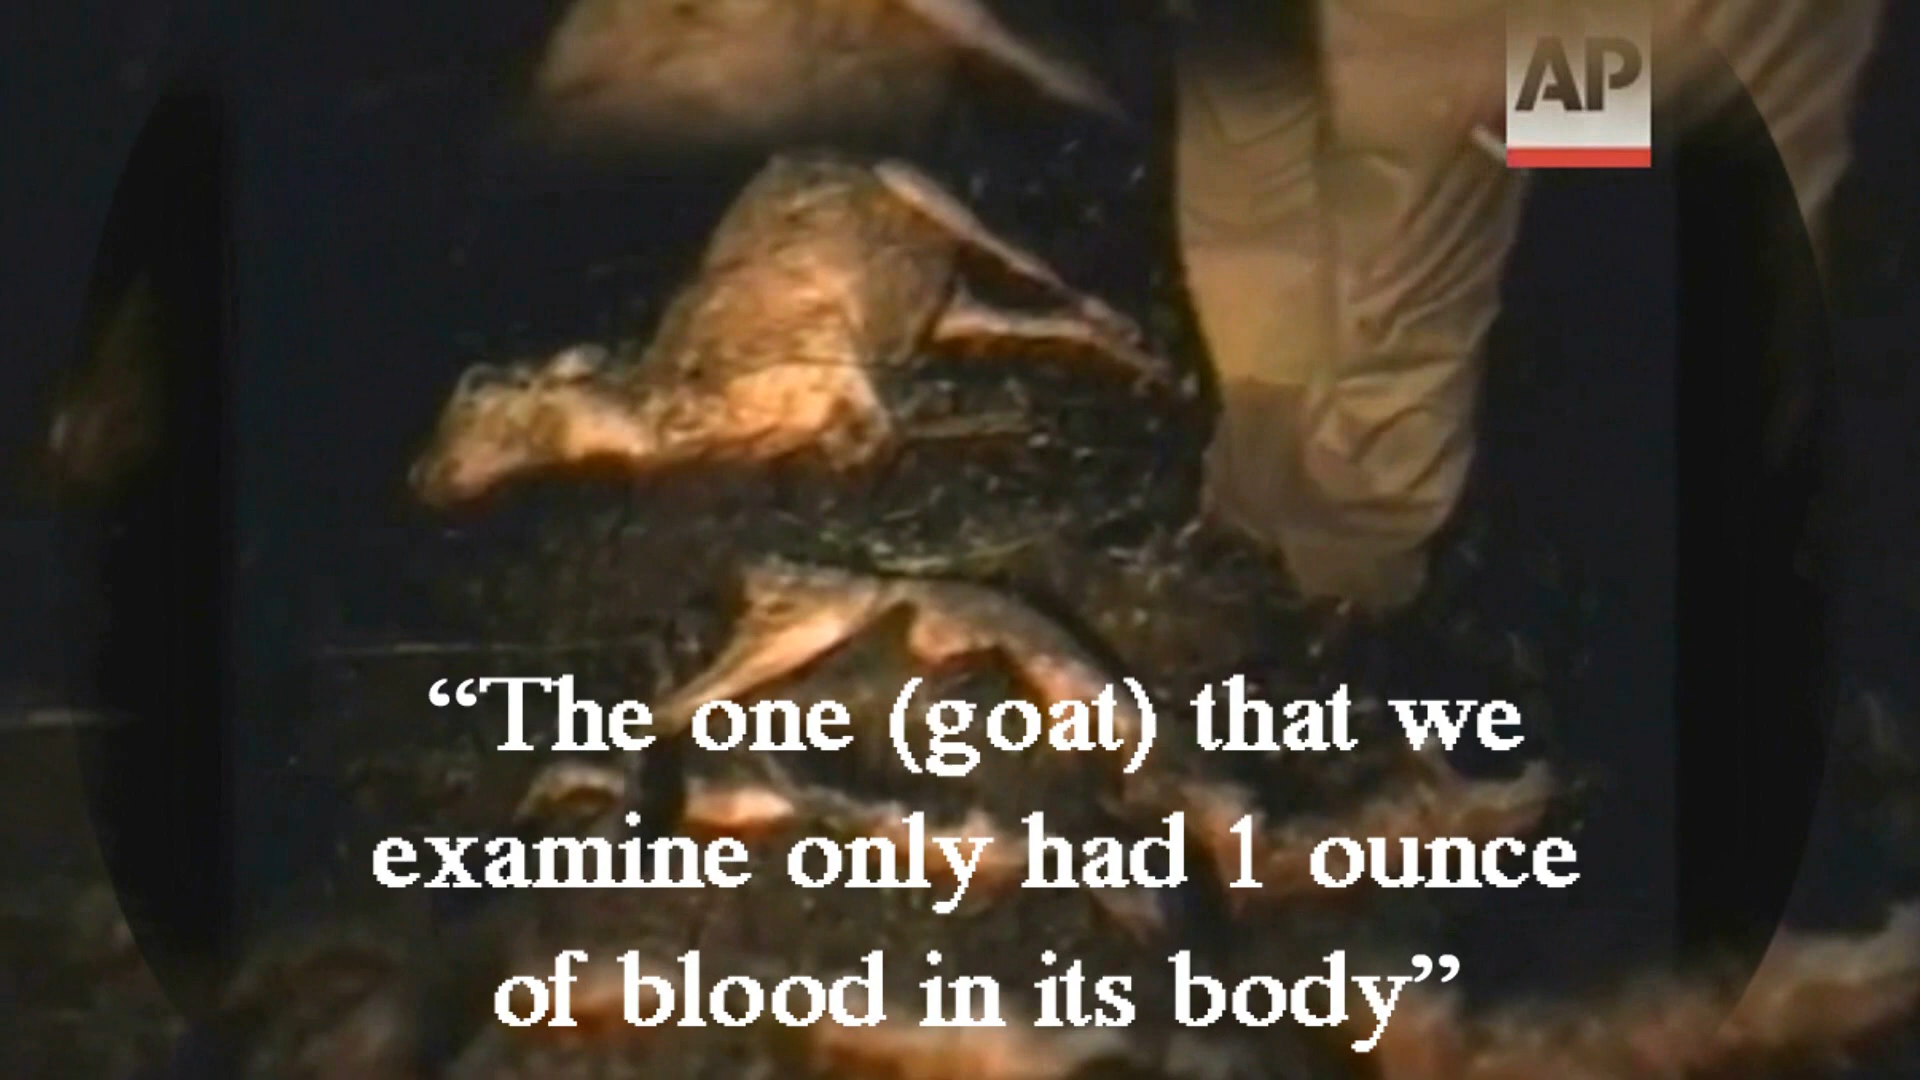 AP
“The one (goat) that we
examine only had 1 ounce
of blood in its body”